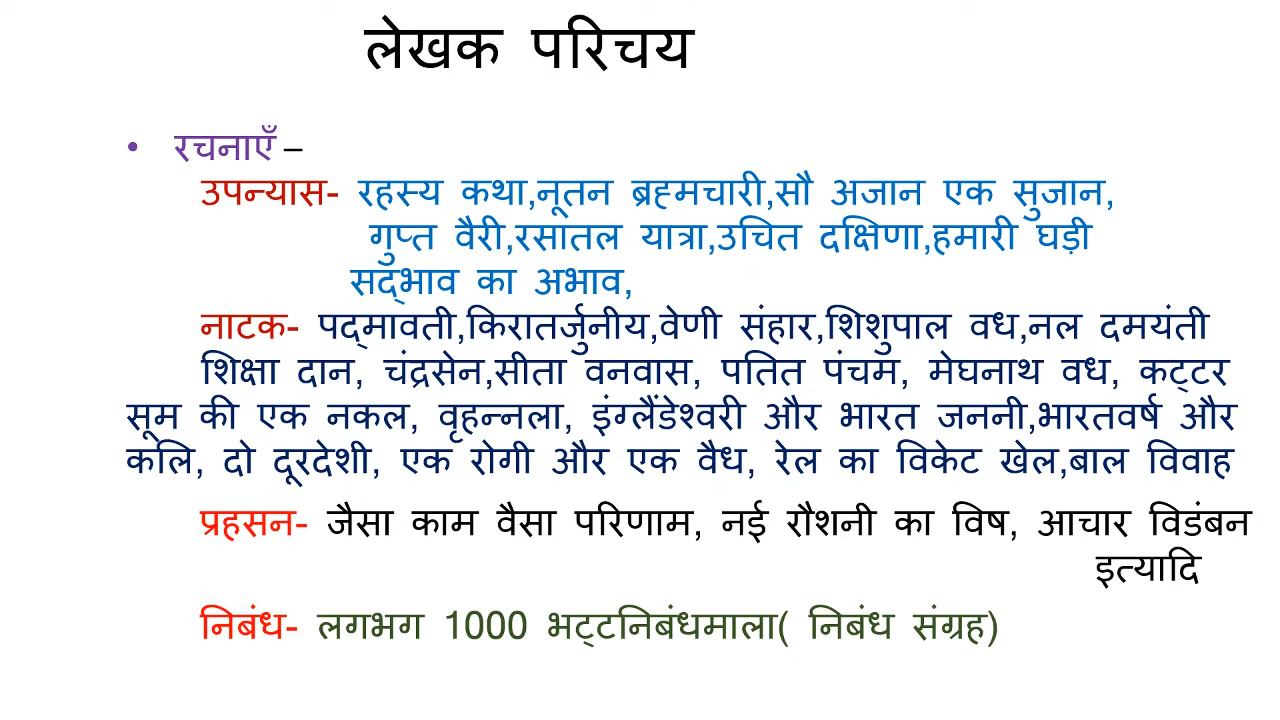 लेखक परिचय
• रचनाएँ –
उपन्यास- रहस्य कथा,नूतन ब्रह्मचारी,सौ अजान एक सुजान,
गुप्त वैरी,रसातल यात्रा,उचित दक्षिणा,हमारी घड़ी
सद्भाव का अभाव,
नाटक- पद्मावती,किरातर्जुनीय,वेणी संहार,शिशुपाल वध,नल दमयंती
शिक्षा दान, चंद्रसेन,सीता वनवास, पतित पंचम, मेघनाथ वध, कट्टर
सूम की एक नकल, वृहन्नला, इंग्लैंडेश्वरी और भारत जननी,भारतवर्ष और
कलि, दो दूरदेशी, एक रोगी और एक वैध, रेल का विकेट खेल,बाल विवाह
प्रहसन- जैसा काम वैसा परिणाम, नई रौशनी का विष, आचार विडंबन
इत्यादि
निबंध- लगभग 1000 भट्टनिबंधमाला( निबंध संग्रह)